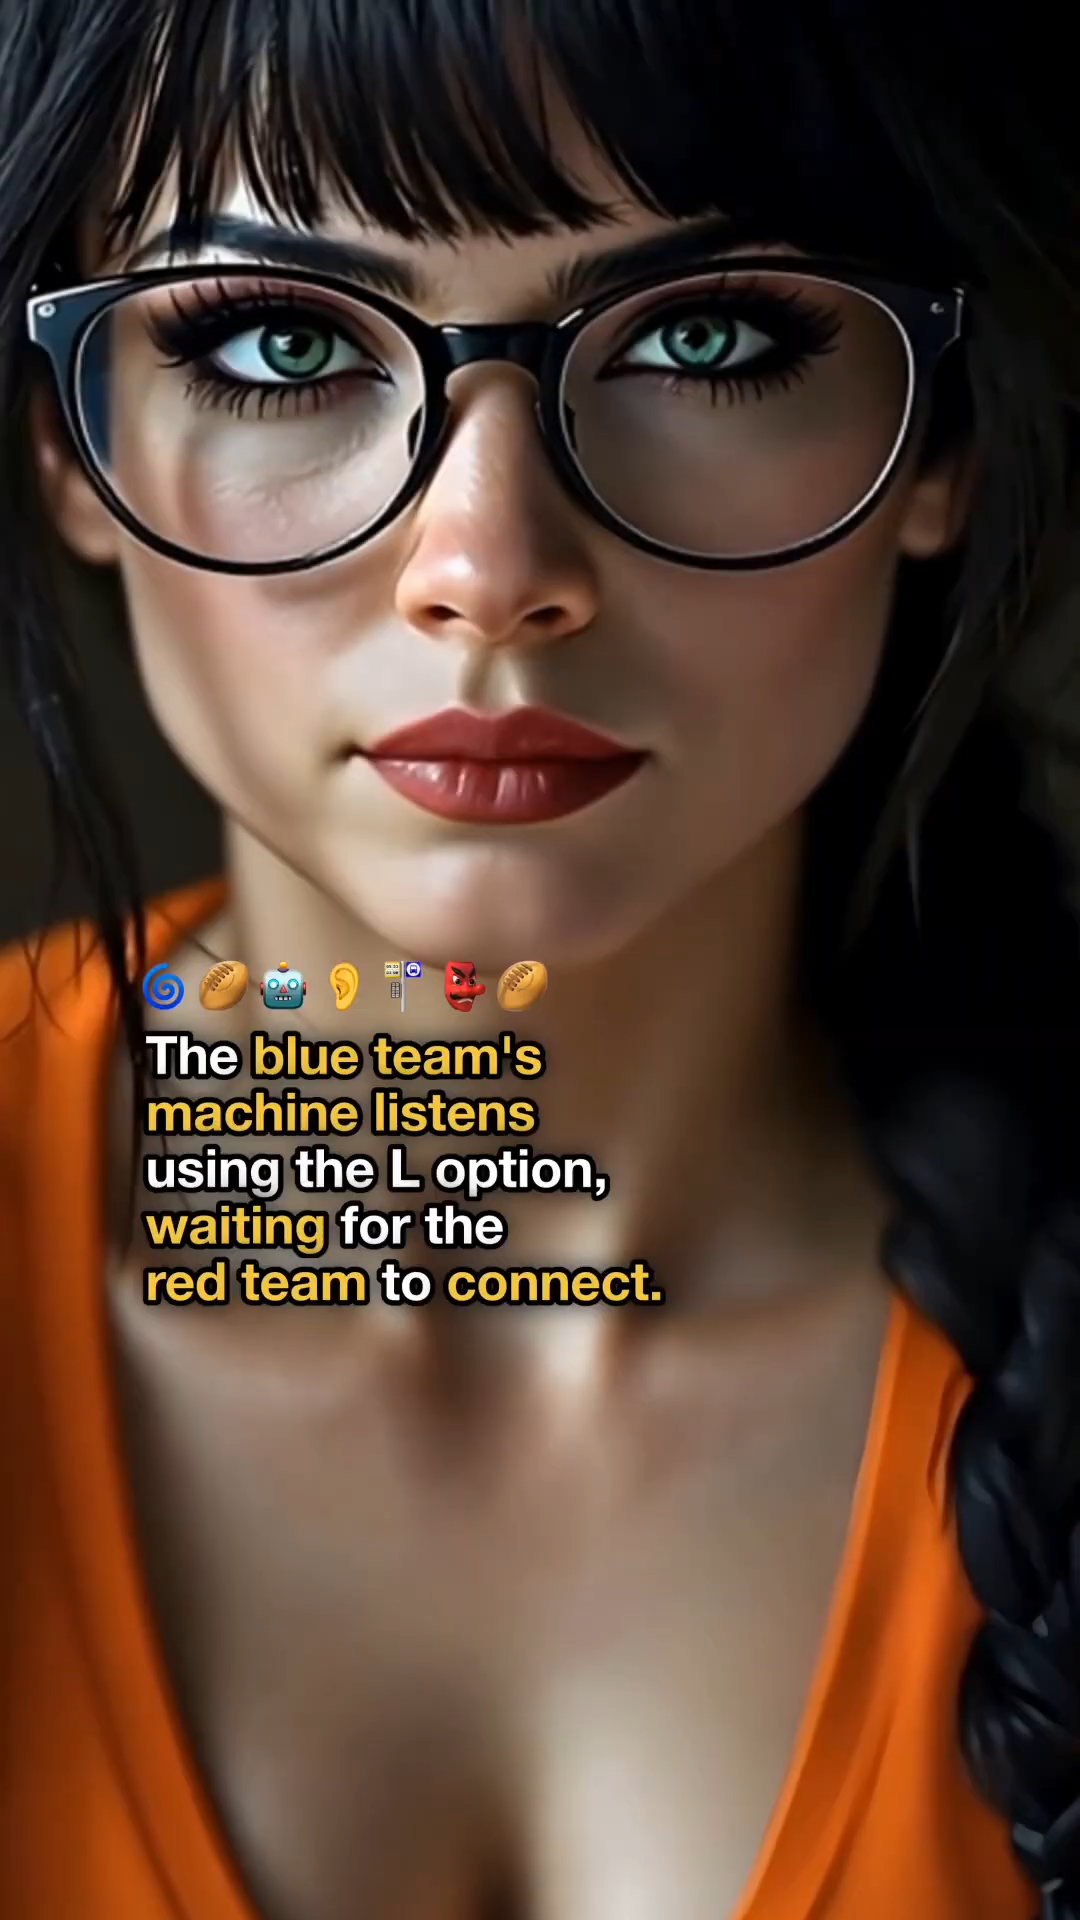 🌀🏉🤖👂🚏👺🏉
The blue team's
machine listens
using the L option,
waiting for the
red team to connect.